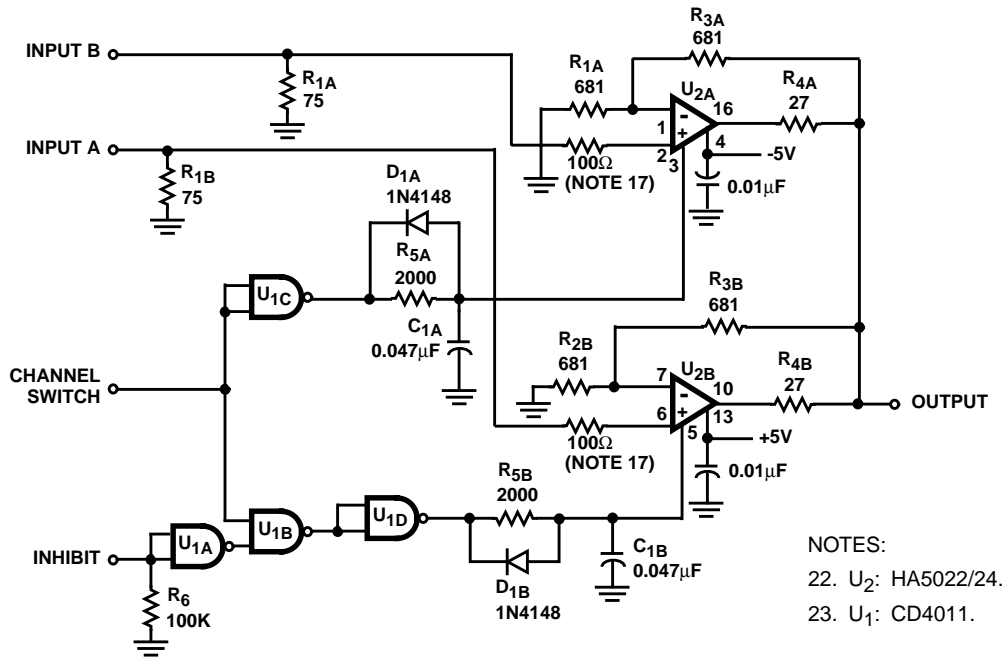 INPUT B
R1A
75
INPUT A
R1B
75
R3A
681
R1A
681
U2A
16
R4A
27
-
+
1
2
3
4
-5V
100Ω
(NOTE 17)
0.01µF
D1A
1N4148
R5A
2000
U1C
C1A
0.047µF
R3B
681
R2B
681
U2B
7
10
R4B
27
-
+
6
5
13
+5V
100Ω
(NOTE 17)
0.01µF
CHANNEL
SWITCH
OUTPUT
R5B
2000
U1D
U1B
U1A
INHIBIT
R6
100K
D1B
1N4148
C1B
0.047µF
NOTES:
22. U2: HA5022/24.
23. U1: CD4011.